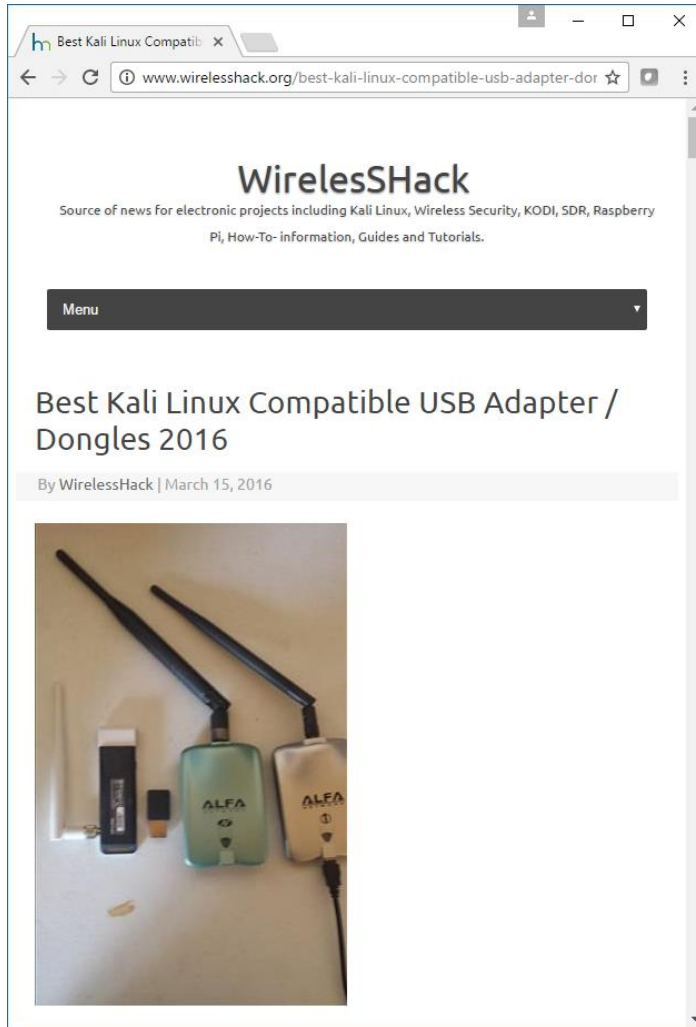 Best Kali Linux Compatib
www.wirelesshack.org/best-kali-linux-compatible-usb-adapter-dor
WirelesSHack
Source of news for electronic projects including Kali Linux, Wireless Security, KODI, SDR, Raspberry
Pi, How-To- information, Guides and Tutorials.
Menu
Best Kali Linux Compatible USB Adapter /
Dongles 2016
By WirelessHack | March 15, 2016
ALFA
ALFA